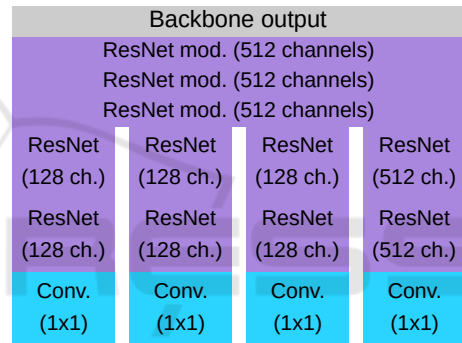 Backbone output
ResNet mod. (512 channels)
ResNet mod. (512 channels)
ResNet mod. (512 channels)
ResNet ResNet ResNet ResNet
(128 ch.) (128 ch.) (128 ch.) (512 ch.)
ResNet ResNet ResNet ResNet
(128 ch.) (128 ch.) (128 ch.) (512 ch.)
Conv. Conv. Conv. Conv.
(1x1) (1x1) (1x1) (1x1)